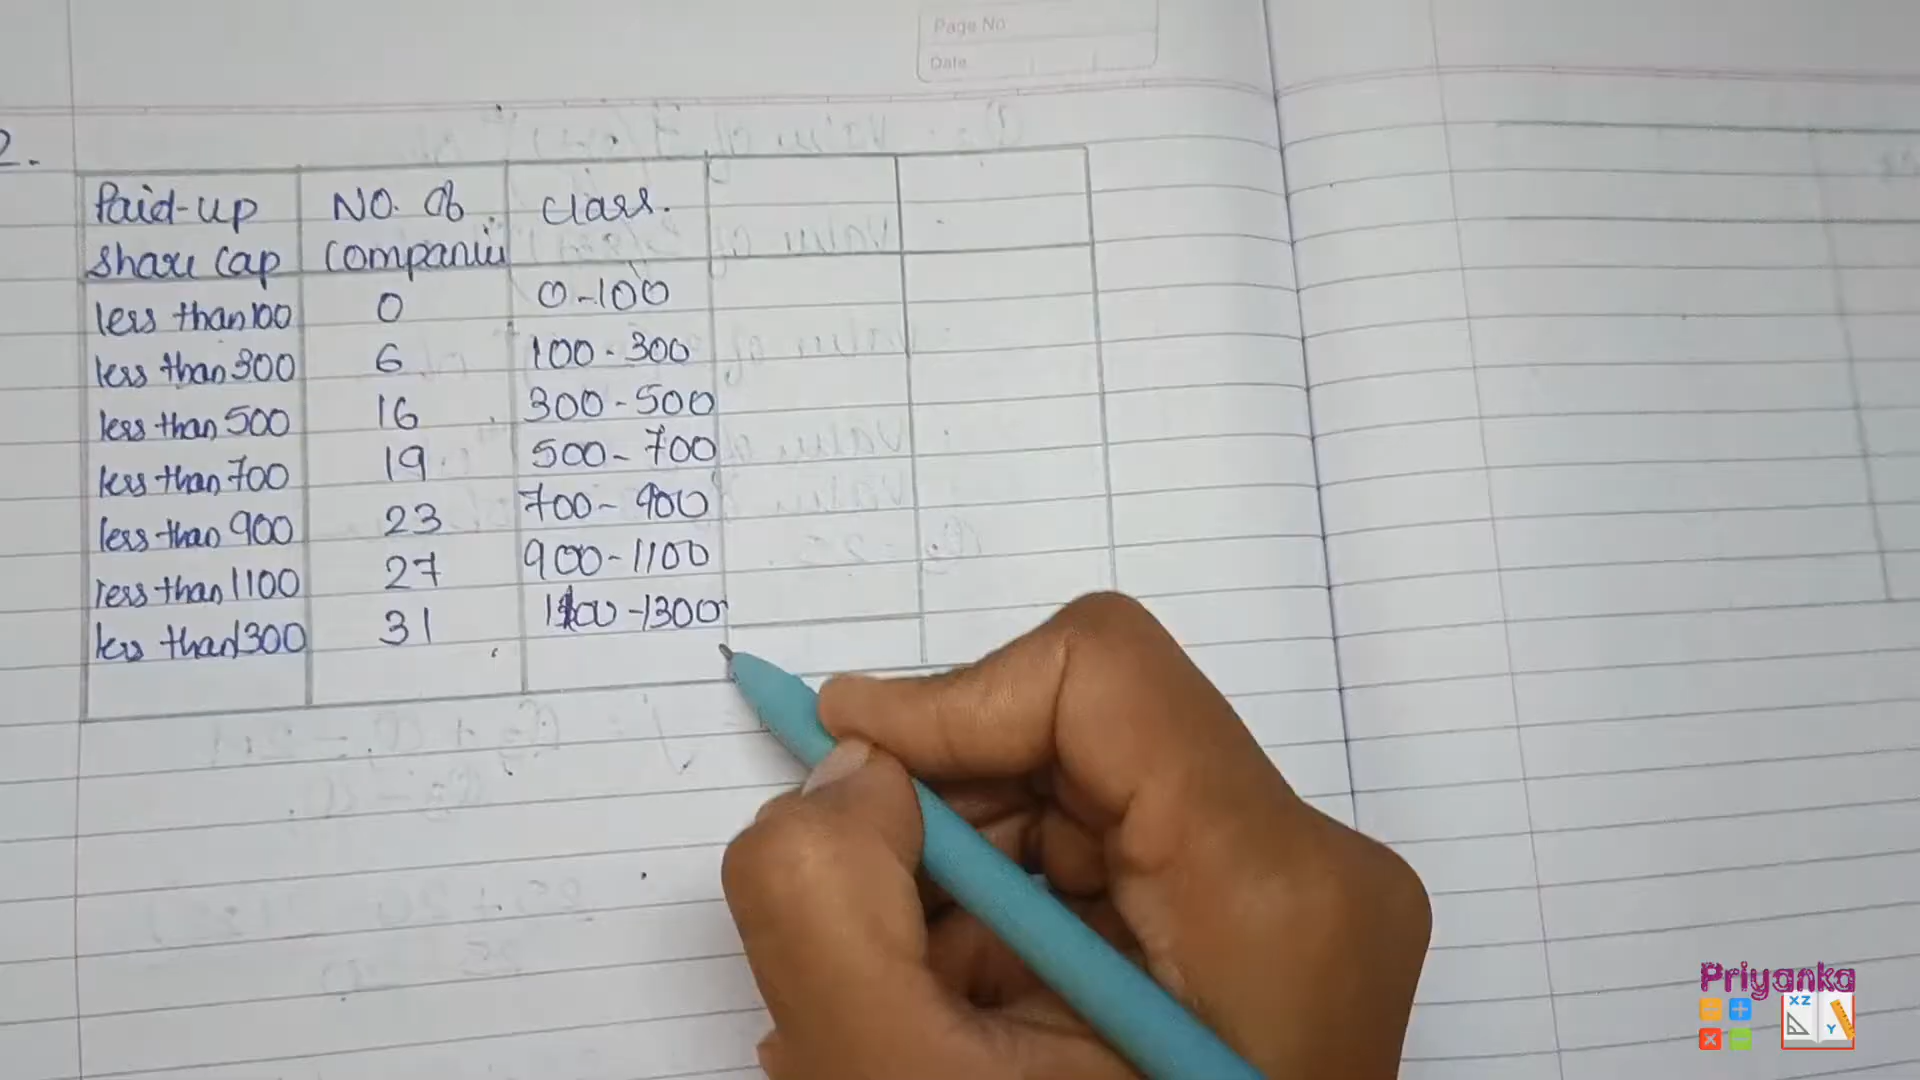 Page No
Date
2.
Paid-up NO. of class.
share cap companies
less than 100 0 0-100
less than 300 6 100-300
less than 500 16 300-500
less than 700 19 500-700
less than 900 23 700-900
less than 1100 27 900-1100
less than 1300 31 1100-1300
Priyanka
XZ
Y